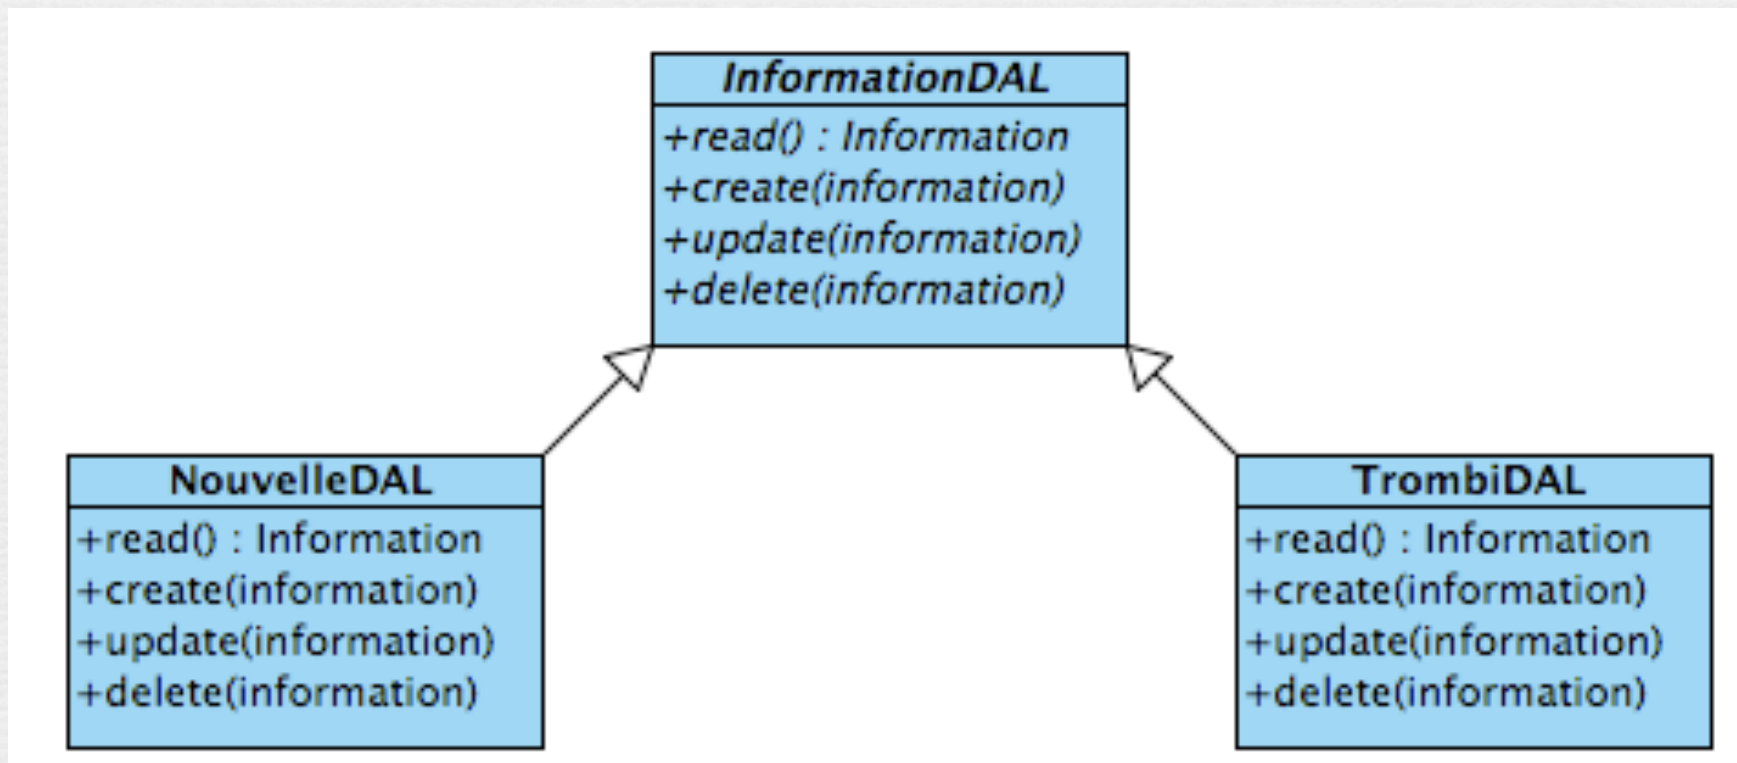 InformationDAL
+read() : Information
+create(information)
+update(information)
+delete(information)
NouvelleDAL
+read() : Information
+create(information)
+update(information)
+delete(information)
TrombiDAL
+read() : Information
+create(information)
+update(information)
+delete(information)